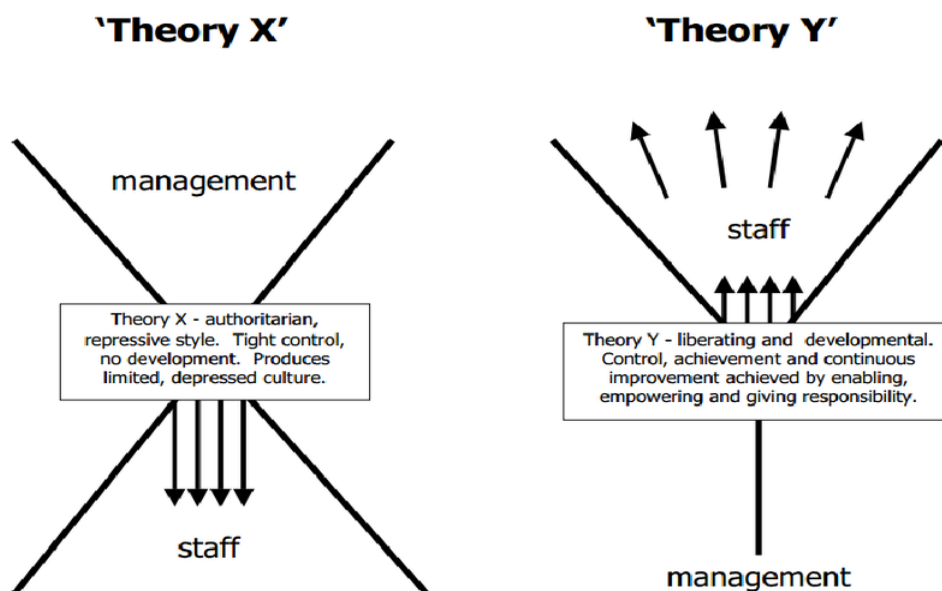 ‘Theory X’
management
Theory X - authoritarian,
repressive style. Tight control,
no development. Produces
limited, depressed culture.
staff
‘Theory Y’
staff
Theory Y - liberating and developmental.
Control, achievement and continuous
improvement achieved by enabling,
empowering and giving responsibility.
management